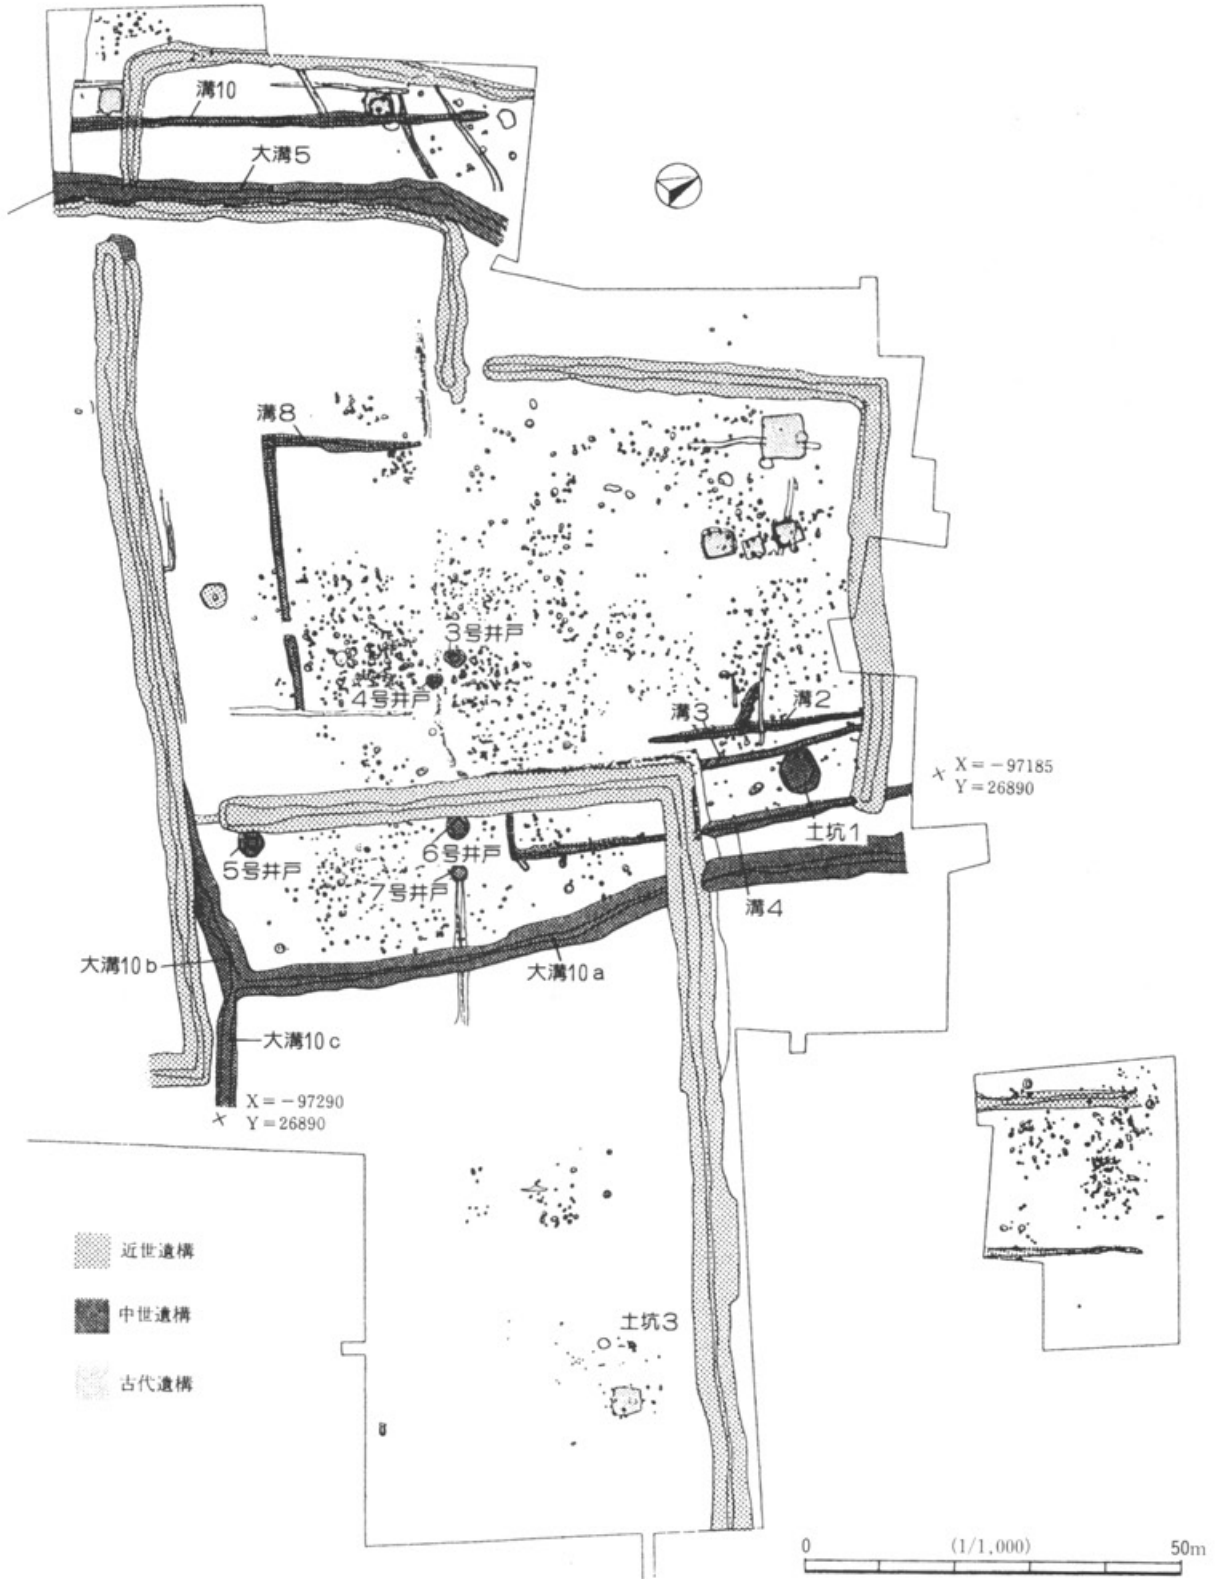 溝10
大溝5
溝8
3号井戸
4号井戸
溝3
溝2
X=-97185
Y=26890
土坑1
5号井戸
6号井戸
7号井戸
溝4
大溝10b
大溝10a
大溝10c
X=-97290
Y=26890
近世遺構
中世遺構
古代遺構
土坑3
0 (1/1,000) 50m